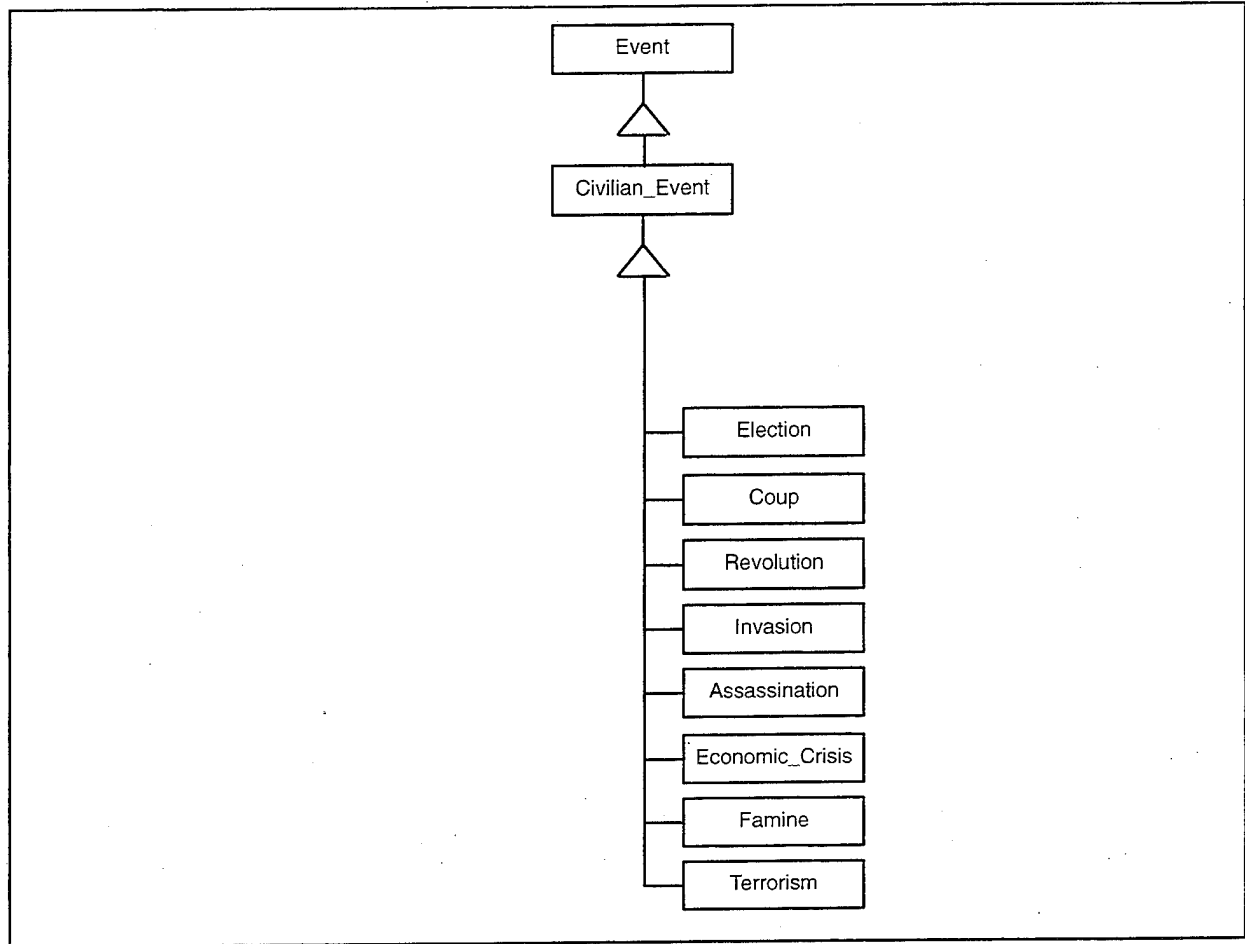 Event
Civilian_Event
Election
Coup
Revolution
Invasion
Assassination
Economic_Crisis
Famine
Terrorism